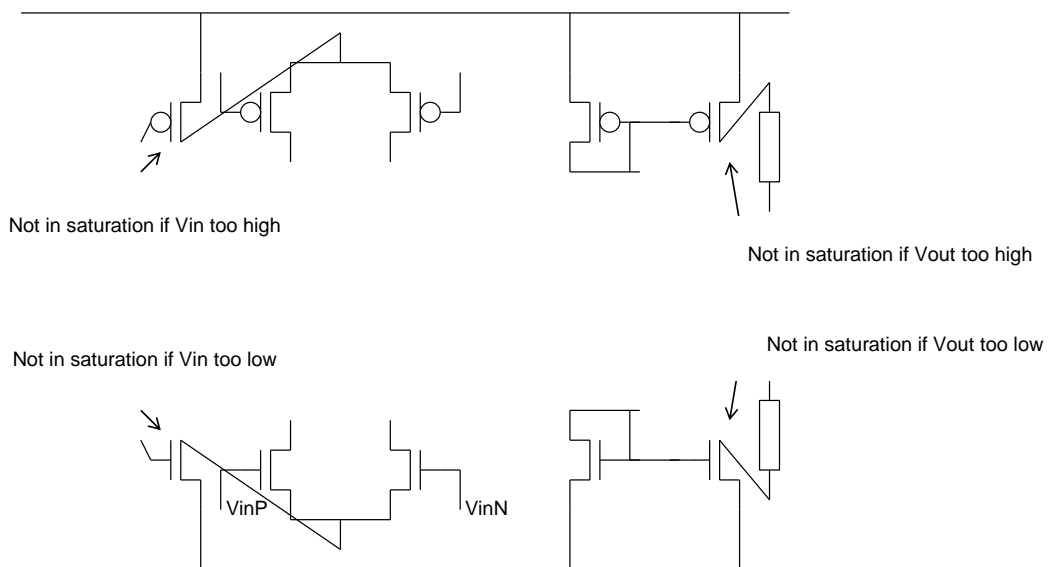 Not in saturation if Vin too high
Not in saturation if Vout too high
Not in saturation if Vin too low
Not in saturation if Vout too low
VinP
VinN